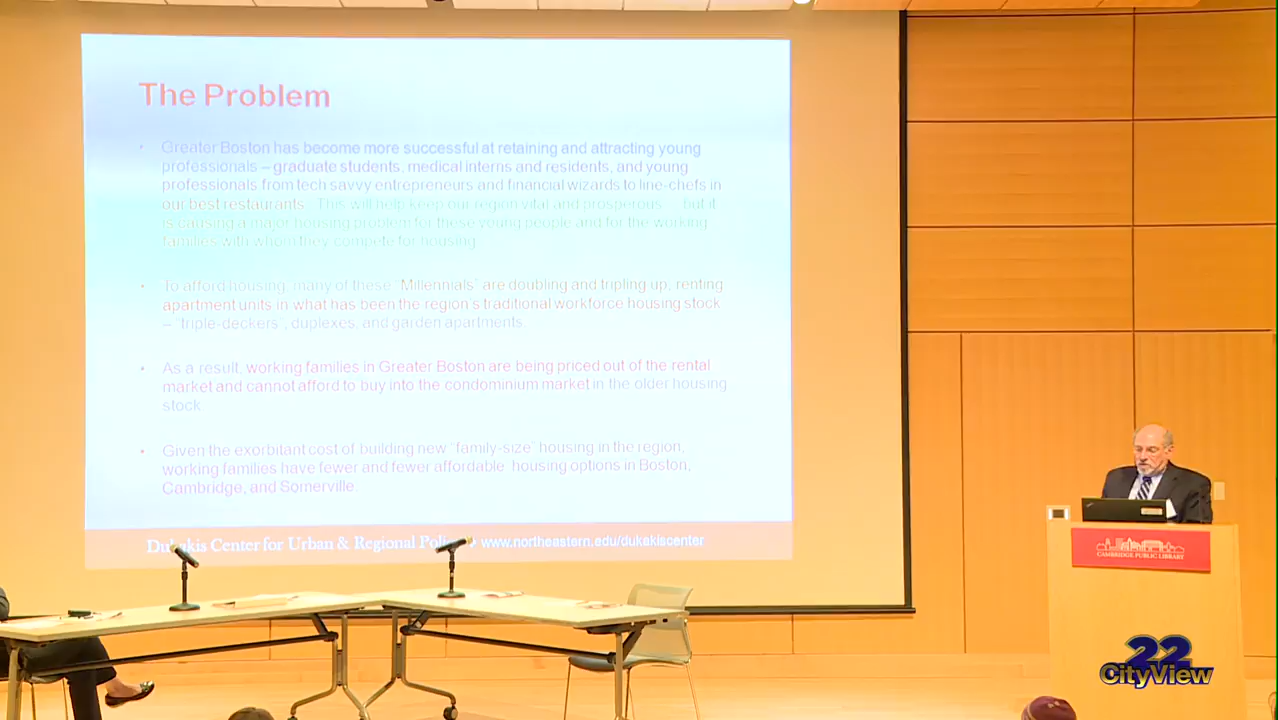 The Problem
• Greater Boston has become more successful at retaining and attracting young
professionals – graduate students, medical interns and residents, and young
professionals from tech savvy entrepreneurs and financial wizards to line-chefs in
our best restaurants. This will help keep our region vital and prosperous … but it
is causing a major housing problem for these young people and for the working
families with whom they compete for housing.
• To afford housing, many of these "Millennials" are doubling and tripling up, renting
apartment units in what has been the region's traditional workforce housing stock
– "triple-deckers", duplexes, and garden apartments.
• As a result, working families in Greater Boston are being priced out of the rental
market and cannot afford to buy into the condominium market in the older housing
stock.
• Given the exorbitant cost of building new "family-size" housing in the region,
working families have fewer and fewer affordable housing options in Boston,
Cambridge, and Somerville.
Dukakis Center for Urban & Regional Policy www.northeastern.edu/dukakiscenter
CAMBRIDGE PUBLIC LIBRARY
22
CityView